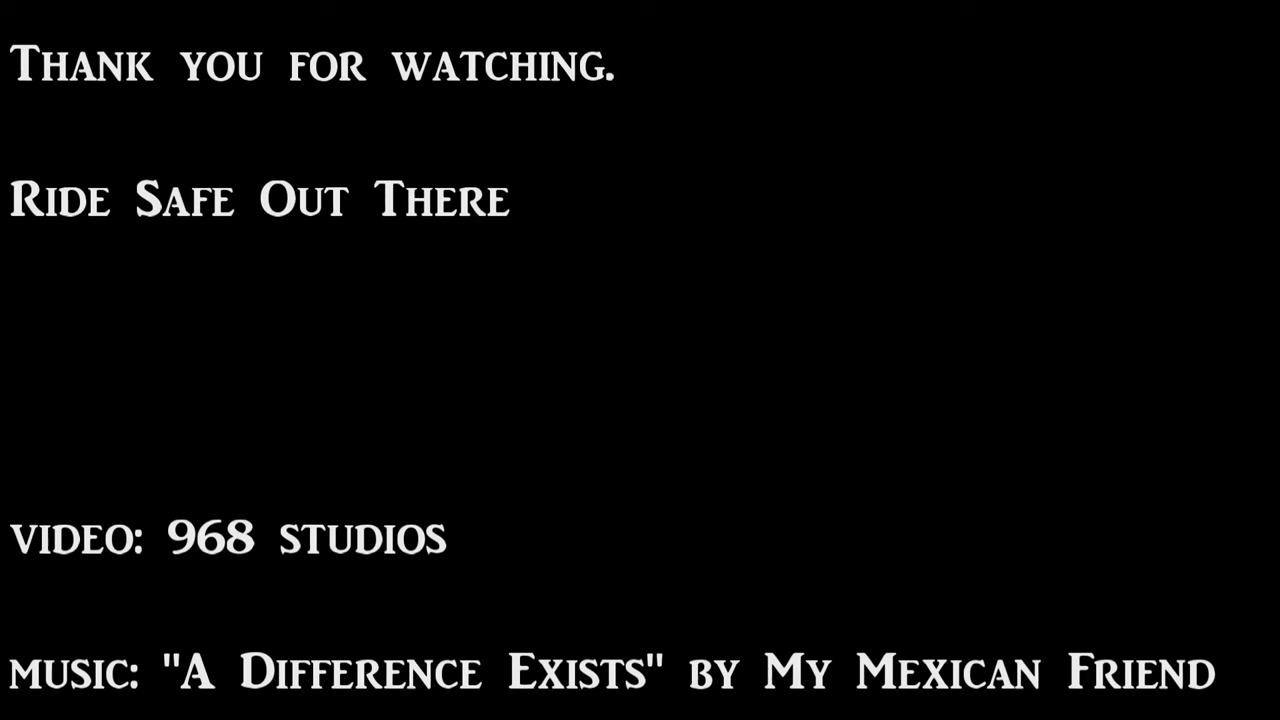 Thank you for watching.
Ride Safe Out There
video: 968 studios
music: "A Difference Exists" by My Mexican Friend